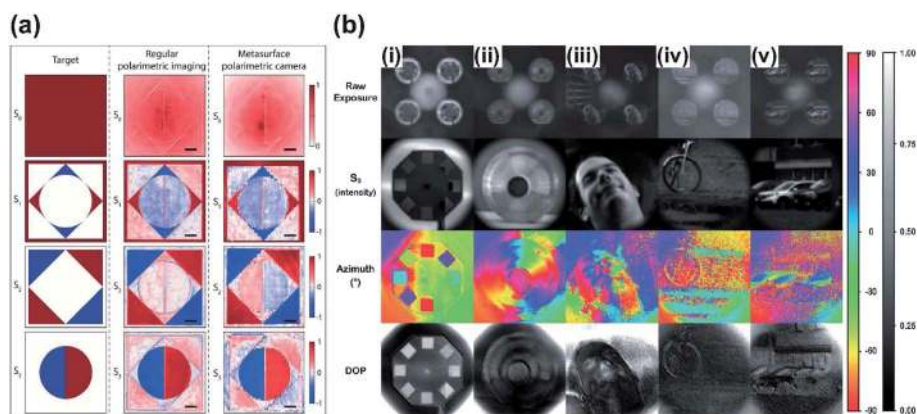 (a)
Target
Regular
polarimetric imaging
Metasurface
polarimetric camera
S0
S0
S0
1
0
S1
S1
S1
1
-1
S2
S2
S2
1
-1
S3
S3
S3
1
-1
(b)
(i)
(ii)
(iii)
(iv)
(v)
Raw
Exposure
S0
(intensity)
Azimuth
(°)
DOP
90
60
30
0
-30
-60
-90
1.00
0.75
0.50
0.25
0.00